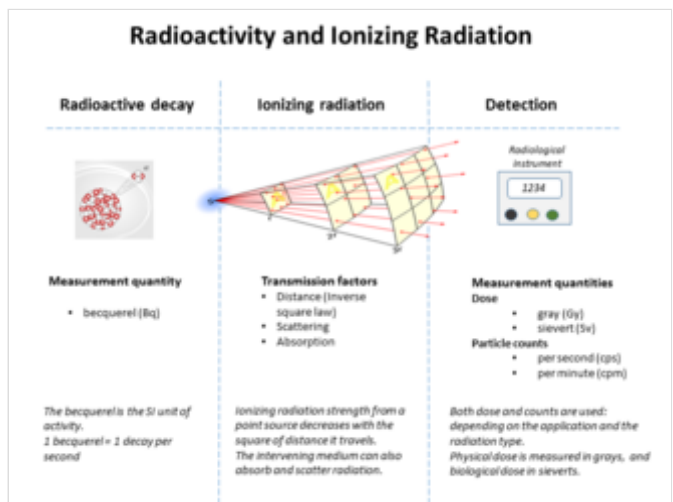 Radioactivity and Ionizing Radiation
Radioactive decay
Ionizing radiation
Detection
Radiological
instrument
1234
S
r
2r
3r
Measurement quantity
▪ becquerel (Bq)
Transmission factors
▪ Distance (Inverse
square law)
▪ Scattering
▪ Absorption
Measurement quantities
Dose
▪ gray (Gy)
▪ sievert (Sv)
Particle counts
▪ per second (cps)
▪ per minute (cpm)
The becquerel is the SI unit of
activity.
1 becquerel = 1 decay per
second
Ionizing radiation strength from a
point source decreases with the
square of distance it travels.
The intervening medium can also
absorb and scatter radiation.
Both dose and counts are used:
depending on the application and the
radiation type.
Physical dose is measured in grays, and
biological dose in sieverts.